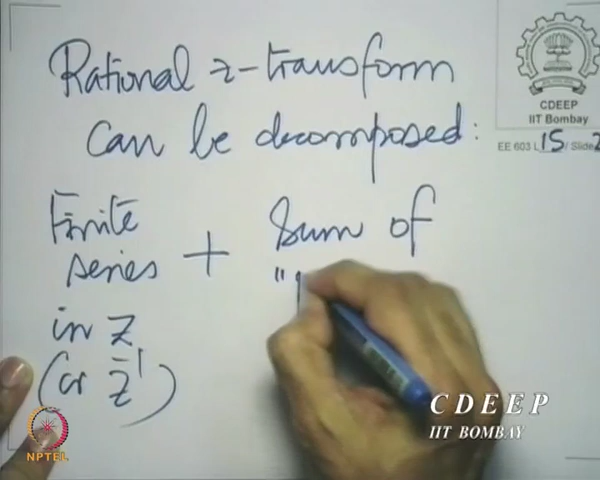 Rational z-transform
can be decomposed:
Finite series in z (or z⁻¹) + Sum of "
CDEEP
IIT Bombay
EE 603 L 15 / Slide 2
CDEEP
IIT BOMBAY
NPTEL